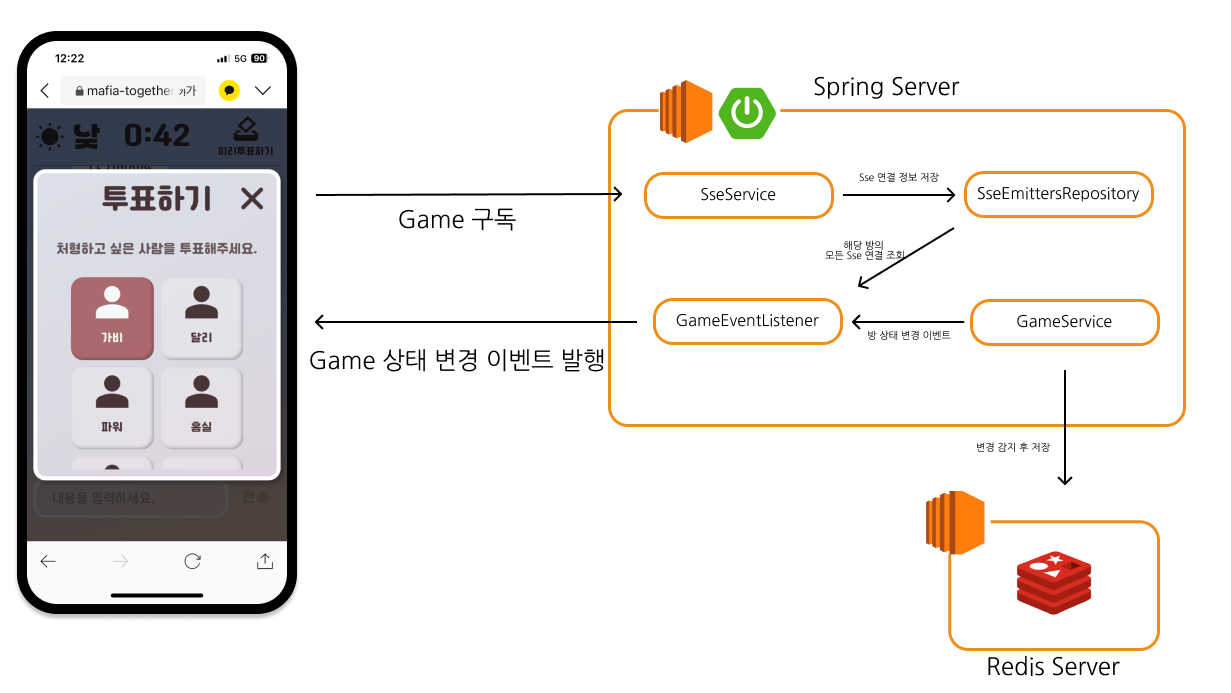 12:22
5G 90
mafia-together 가가
낮 0:42
미리투표하기
투표하기
처형하고 싶은 사람을 투표해주세요.
가비
달리
파워
옹실
내용을 입력하세요.
전송
Game 구독
Game 상태 변경 이벤트 발행
Spring Server
SseService
Sse 연결 정보 저장
SseEmittersRepository
해당 방의
모든 Sse 연결 조회
GameEventListener
방 상태 변경 이벤트
GameService
변경 감지 후 저장
Redis Server